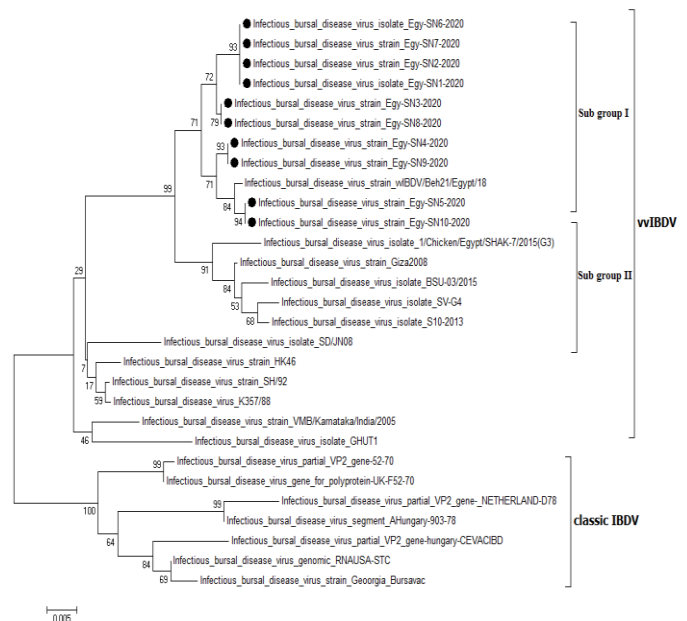 Infectious_bursal_disease_virus_isolate_Egy-SN6-2020
93
Infectious_bursal_disease_virus_strain_Egy-SN7-2020
Infectious_bursal_disease_virus_strain_Egy-SN2-2020
72
Infectious_bursal_disease_virus_isolate_Egy-SN1-2020
Infectious_bursal_disease_virus_strain_Egy-SN3-2020
79
Infectious_bursal_disease_virus_strain_Egy-SN8-2020
Sub group I
71
93
Infectious_bursal_disease_virus_strain_Egy-SN4-2020
Infectious_bursal_disease_virus_strain_Egy-SN9-2020
71
Infectious_bursal_disease_virus_strain_vvIBDV/Beh21/Egypt/18
99
84
Infectious_bursal_disease_virus_strain_Egy-SN5-2020
94
Infectious_bursal_disease_virus_strain_Egy-SN10-2020
vvIBDV
Infectious_bursal_disease_virus_isolate_1/Chicken/Egypt/SHAK-7/2015(G3)
91
Infectious_bursal_disease_virus_strain_Giza2008
29
84
Infectious_bursal_disease_virus_isolate_BSU-03/2015
Sub group II
53
Infectious_bursal_disease_virus_isolate_SV-G4
68
Infectious_bursal_disease_virus_isolate_S10-2013
Infectious_bursal_disease_virus_isolate_SD/JN08
7
Infectious_bursal_disease_virus_strain_HK46
17
Infectious_bursal_disease_virus_strain_SH/92
59
Infectious_bursal_disease_virus_K357/88
Infectious_bursal_disease_virus_strain_VMB/Karnataka/India/2005
46
Infectious_bursal_disease_virus_isolate_GHUT1
99
Infectious_bursal_disease_virus_partial_VP2_gene-52-70
Infectious_bursal_disease_virus_gene_for_polyprotein-UK-F52-70
100
99
Infectious_bursal_disease_virus_partial_VP2_gene-_NETHERLAND-D78
Infectious_bursal_disease_virus_segment_AHungary-903-78
classic IBDV
64
Infectious_bursal_disease_virus_partial_VP2_gene-hungary-CEVACIBD
84
Infectious_bursal_disease_virus_genomic_RNAUSA-STC
69
Infectious_bursal_disease_virus_strain_Geoorgia_Bursavac
0.005